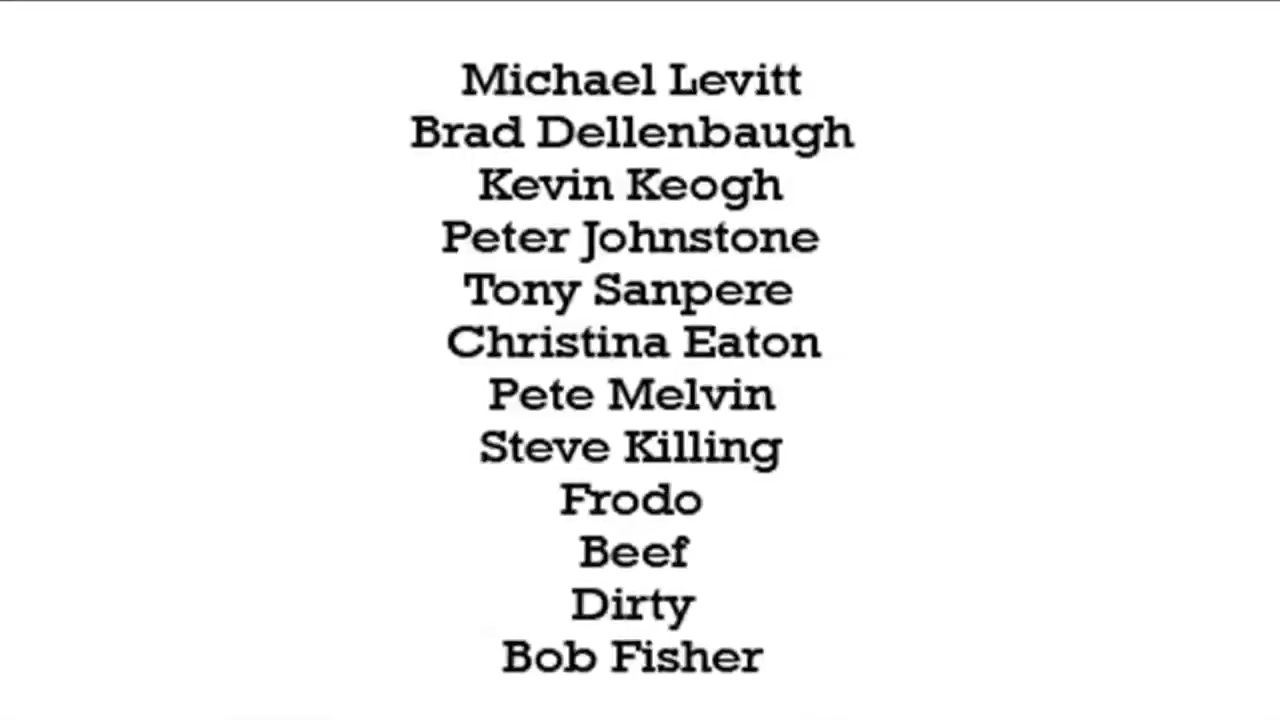 Michael Levitt
Brad Dellenbaugh
Kevin Keogh
Peter Johnstone
Tony Sanpere
Christina Eaton
Pete Melvin
Steve Killing
Frodo
Beef
Dirty
Bob Fisher